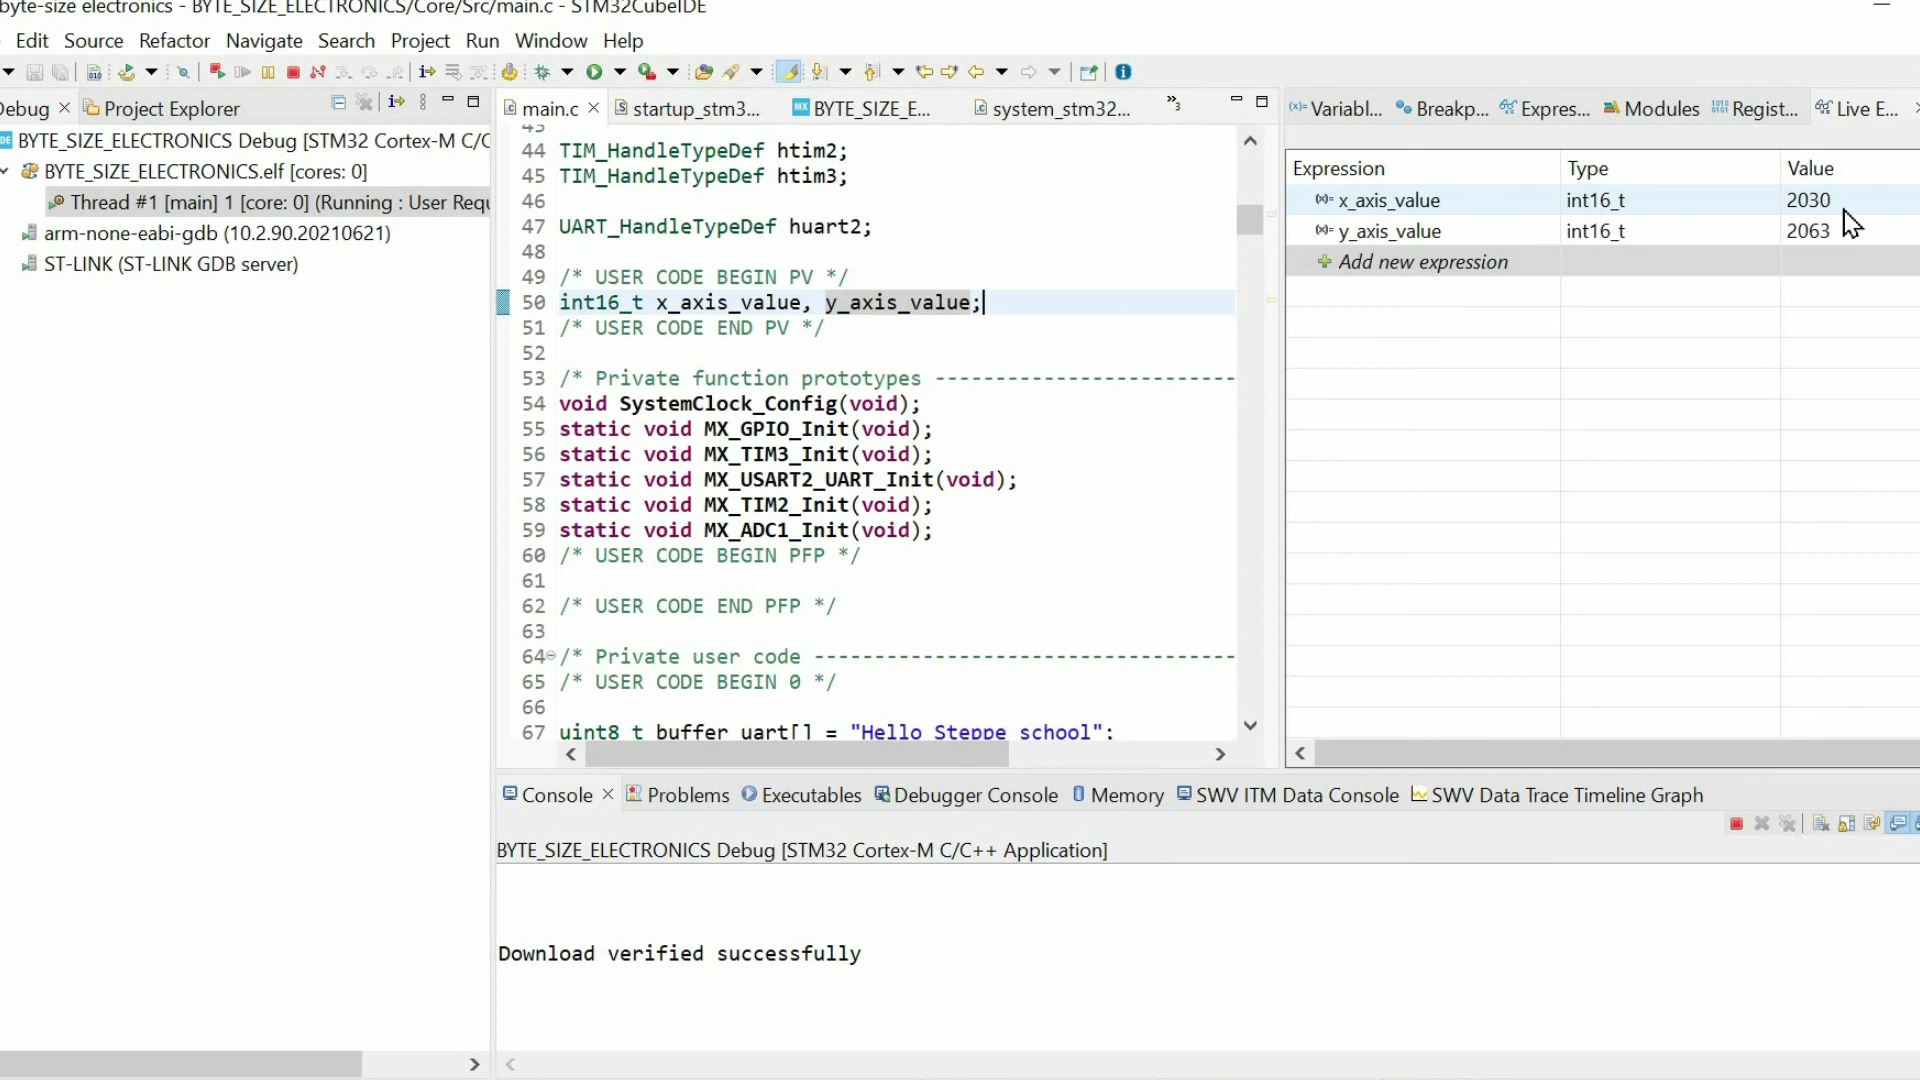 byte-size electronics - BYTE_SIZE_ELECTRONICS/Core/Src/main.c - STM32CubeIDE
Edit Source Refactor Navigate Search Project Run Window Help
Debug Project Explorer
BYTE_SIZE_ELECTRONICS Debug [STM32 Cortex-M C/C
BYTE_SIZE_ELECTRONICS.elf [cores: 0]
Thread #1 [main] 1 [core: 0] (Running : User Requ
arm-none-eabi-gdb (10.2.90.20210621)
ST-LINK (ST-LINK GDB server)
main.c startup_stm3... BYTE_SIZE_E... system_stm32... »3
45
44 TIM_HandleTypeDef htim2;
45 TIM_HandleTypeDef htim3;
46
47 UART_HandleTypeDef huart2;
48
49 /* USER CODE BEGIN PV */
50 int16_t x_axis_value, y_axis_value;
51 /* USER CODE END PV */
52
53 /* Private function prototypes -------------------------
54 void SystemClock_Config(void);
55 static void MX_GPIO_Init(void);
56 static void MX_TIM3_Init(void);
57 static void MX_USART2_UART_Init(void);
58 static void MX_TIM2_Init(void);
59 static void MX_ADC1_Init(void);
60 /* USER CODE BEGIN PFP */
61
62 /* USER CODE END PFP */
63
64 /* Private user code -----------------------------------
65 /* USER CODE BEGIN 0 */
66
67 uint8_t buffer_uart[] = "Hello Steppe school";
Variabl... Breakp... Expres... Modules Regist... Live E...
Expression Type Value
x_axis_value int16_t 2030
y_axis_value int16_t 2063
Add new expression
Console Problems Executables Debugger Console Memory SWV ITM Data Console SWV Data Trace Timeline Graph
BYTE_SIZE_ELECTRONICS Debug [STM32 Cortex-M C/C++ Application]
Download verified successfully